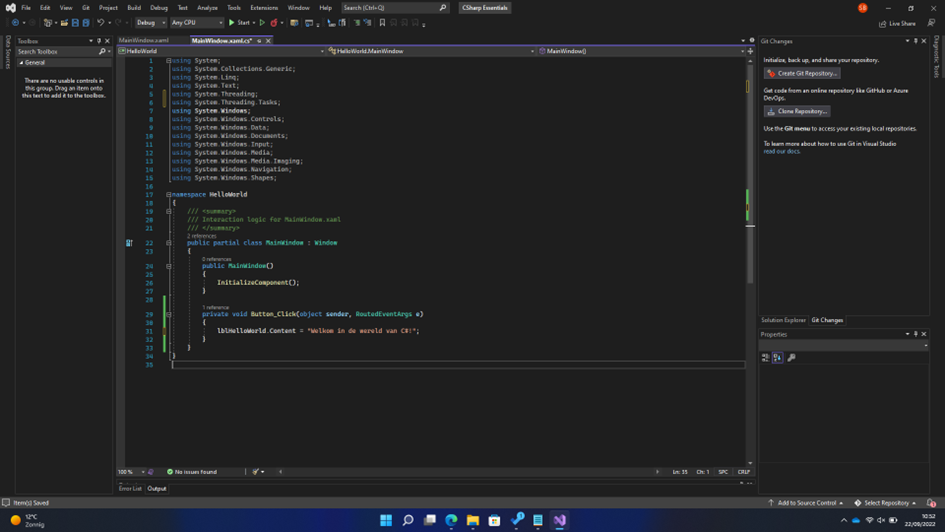 File Edit View Git Project Build Debug Test Analyze Tools Extensions Window Help Search (Ctrl+Q) CSharp Essentials SB
Debug Any CPU Start Live Share
Data Sources
Toolbox
Search Toolbox
General
There are no usable controls in
this group. Drag an item onto
this text to add it to the toolbox.
MainWindow.xaml MainWindow.xaml.cs*
HelloWorld HelloWorld.MainWindow MainWindow()
1 using System;
2 using System.Collections.Generic;
3 using System.Linq;
4 using System.Text;
5 using System.Threading;
6 using System.Threading.Tasks;
7 using System.Windows;
8 using System.Windows.Controls;
9 using System.Windows.Data;
10 using System.Windows.Documents;
11 using System.Windows.Input;
12 using System.Windows.Media;
13 using System.Windows.Media.Imaging;
14 using System.Windows.Navigation;
15 using System.Windows.Shapes;
16
17 namespace HelloWorld
18 {
19 /// <summary>
20 /// Interaction logic for MainWindow.xaml
21 /// </summary>
2 references
22 public partial class MainWindow : Window
23 {
0 references
24 public MainWindow()
25 {
26 InitializeComponent();
27 }
28
1 reference
29 private void Button_Click(object sender, RoutedEventArgs e)
30 {
31 lblHelloWorld.Content = "Welkom in de wereld van C#!";
32 }
33 }
34 }
35
100 % No issues found Ln: 35 Ch: 1 SPC CRLF
Error List Output
Git Changes
Initialize, back up, and share your repository.
Create Git Repository...
Get code from an online repository like GitHub or Azure
DevOps.
Clone Repository...
Use the Git menu to access your existing local repositories.
To learn more about how to use Git in Visual Studio
read our docs.
Solution Explorer Git Changes
Properties
Diagnostic Tools
Item(s) Saved Add to Source Control Select Repository
12°C
Zonnig
10:52
22/09/2022